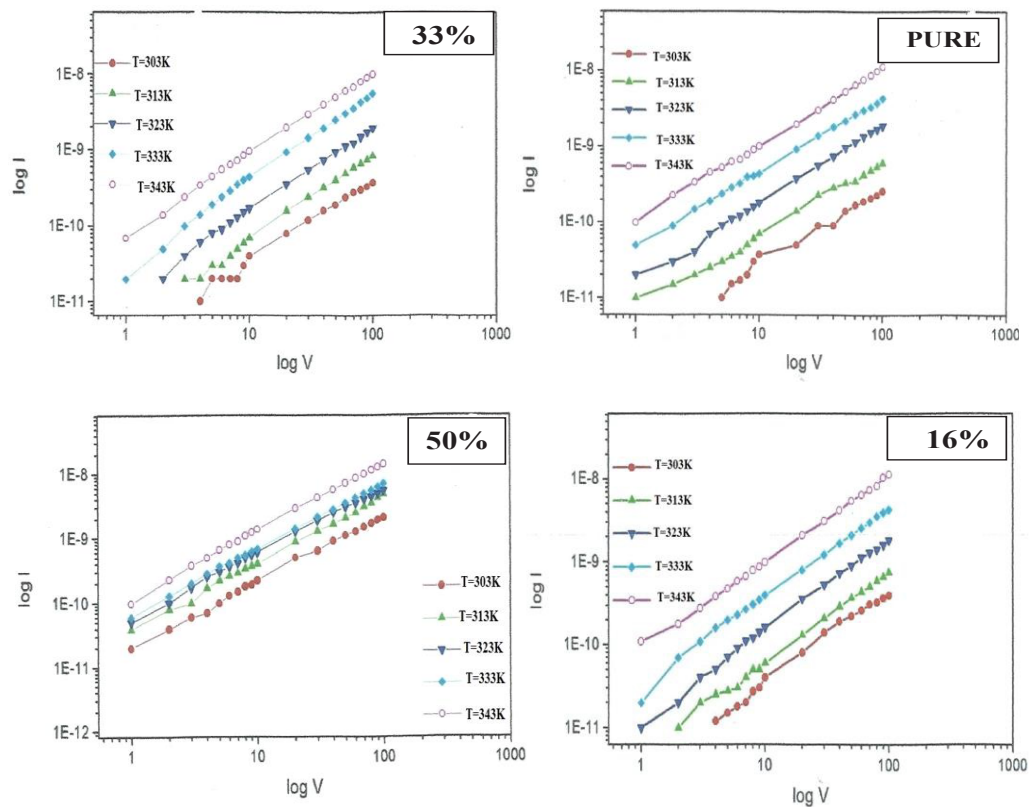 33%
T=303K
T=313K
T=323K
T=333K
T=343K
1E-8
1E-9
1E-10
1E-11
log I
1 10 100 1000
log V
PURE
T=303K
T=313K
T=323K
T=333K
T=343K
1E-8
1E-9
1E-10
1E-11
log I
1 10 100 1000
log V
50%
1E-8
1E-9
1E-10
1E-11
1E-12
log I
T=303K
T=313K
T=323K
T=333K
T=343K
1 10 100 1000
log V
16%
T=303K
T=313K
T=323K
T=333K
T=343K
1E-8
1E-9
1E-10
1E-11
log I
1 10 100 1000
log V